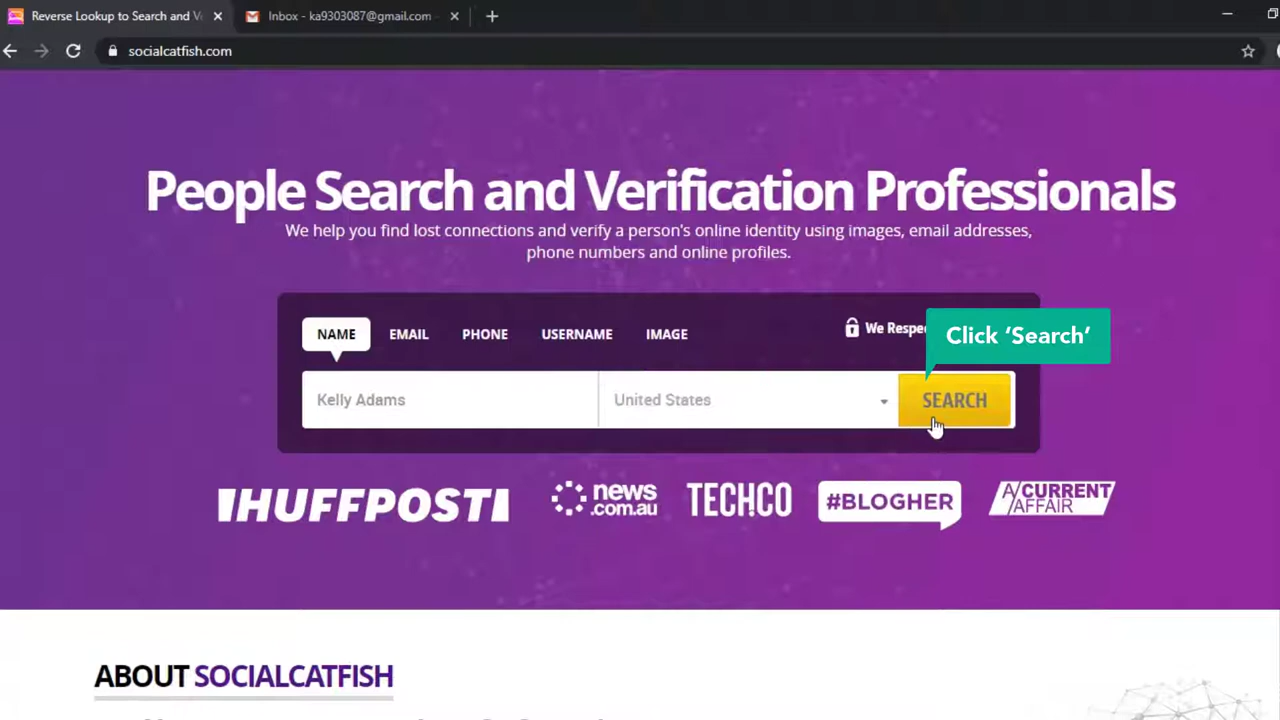 Reverse Lookup to Search and V
Inbox - ka9303087@gmail.com
socialcatfish.com
People Search and Verification Professionals
We help you find lost connections and verify a person's online identity using images, email addresses,
phone numbers and online profiles.
NAME EMAIL PHONE USERNAME IMAGE We Respe
Click ‘Search’
Kelly Adams United States SEARCH
HUFFPOST news TECHCO #BLOGHER A CURRENT
.com.au AFFAIR
ABOUT SOCIALCATFISH